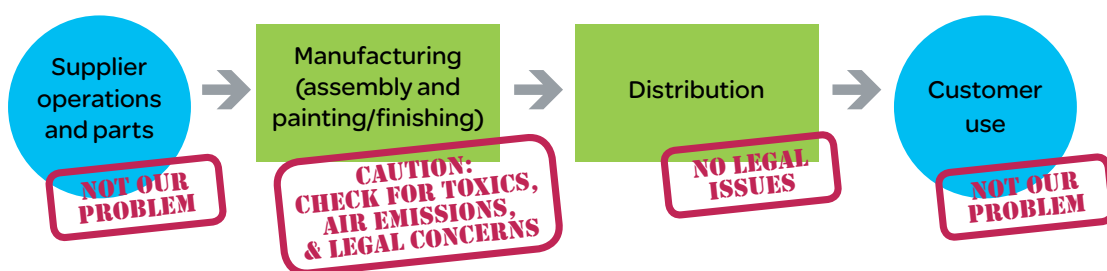 Supplier
operations
and parts
NOT OUR
PROBLEM
Manufacturing
(assembly and
painting/finishing)
CAUTION:
CHECK FOR TOXICS,
AIR EMISSIONS,
& LEGAL CONCERNS
Distribution
NO LEGAL
ISSUES
Customer
use
NOT OUR
PROBLEM